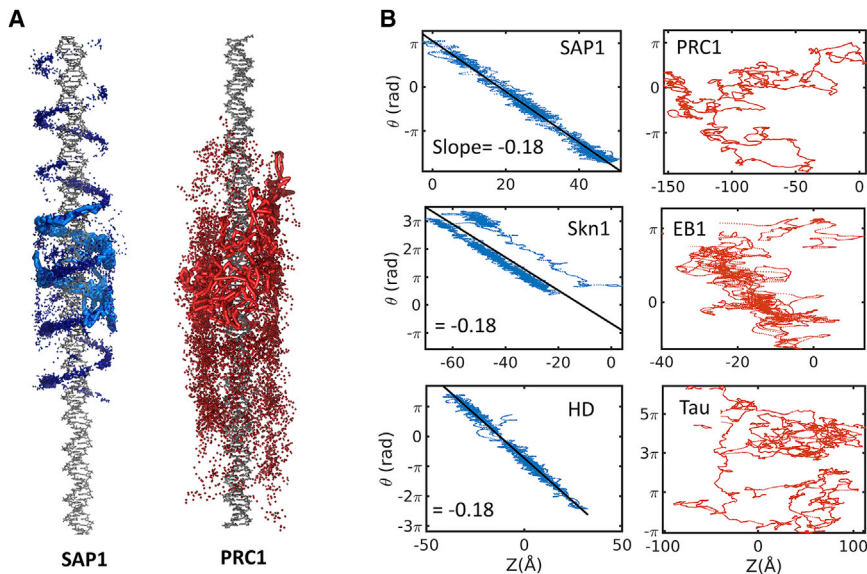 A
SAP1
PRC1
B
θ (rad)
π
0
-π
SAP1
Slope= -0.18
0
20
40
PRC1
π
0
-π
-150
-100
-50
0
θ (rad)
3π
2π
π
0
-π
Skn1
= -0.18
-60
-40
-20
0
EB1
π
0
-40
-20
0
θ (rad)
π
0
-π
-2π
-3π
HD
= -0.18
-50
0
50
Z(Å)
Tau
5π
3π
π
-π
-100
0
100
Z(Å)